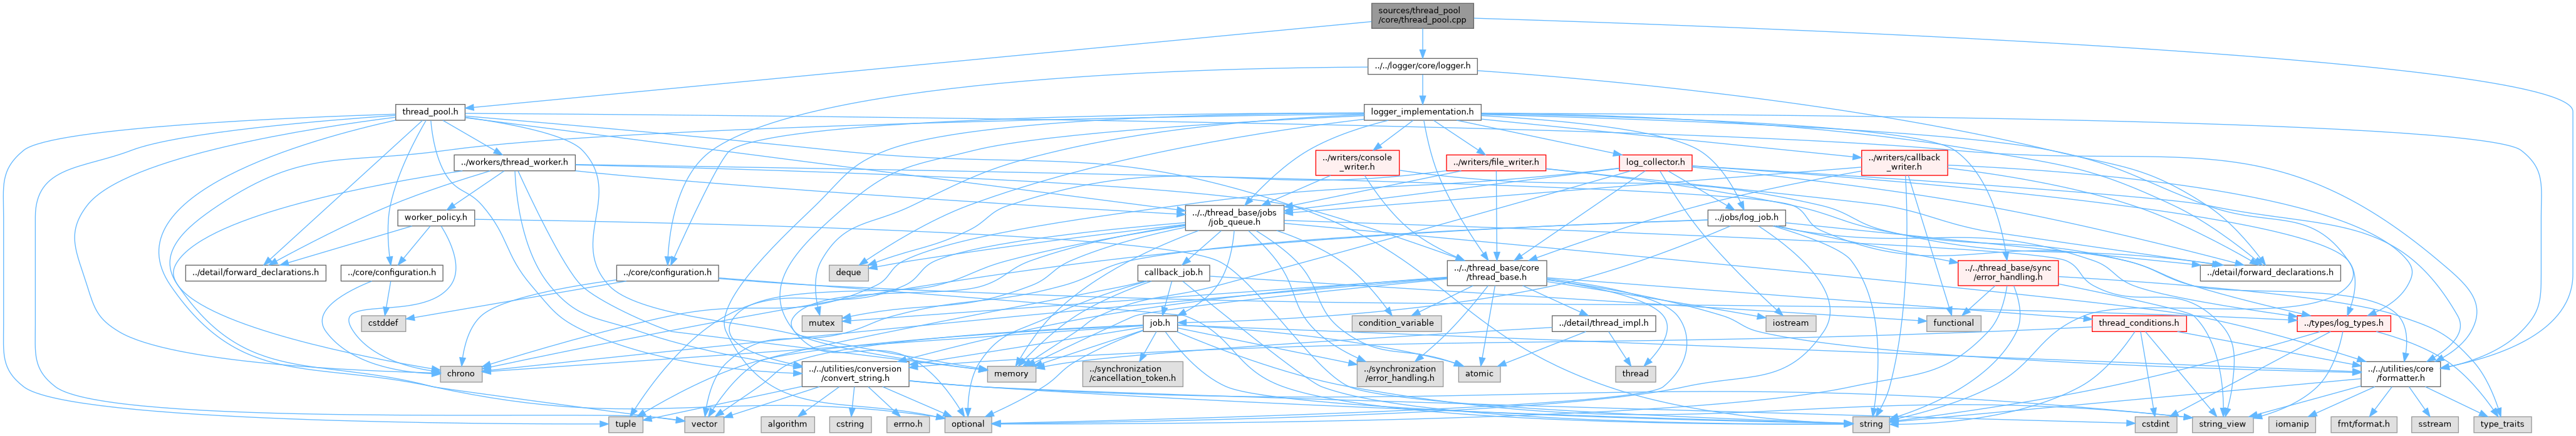 sources/thread_pool
/core/thread_pool.cpp
../../logger/core/logger.h
thread_pool.h
logger_implementation.h
../workers/thread_worker.h
../writers/console
_writer.h
../writers/file_writer.h
log_collector.h
../writers/callback
_writer.h
worker_policy.h
../../thread_base/jobs
/job_queue.h
../jobs/log_job.h
../detail/forward_declarations.h
../core/configuration.h
../core/configuration.h
deque
callback_job.h
../../thread_base/core
/thread_base.h
../../thread_base/sync
/error_handling.h
../detail/forward_declarations.h
cstddef
mutex
job.h
condition_variable
../detail/thread_impl.h
iostream
functional
thread_conditions.h
../types/log_types.h
chrono
../../utilities/conversion
/convert_string.h
memory
../synchronization
/cancellation_token.h
../synchronization
/error_handling.h
atomic
thread
../../utilities/core
/formatter.h
tuple
vector
algorithm
cstring
errno.h
optional
string
cstdint
string_view
iomanip
fmt/format.h
sstream
type_traits